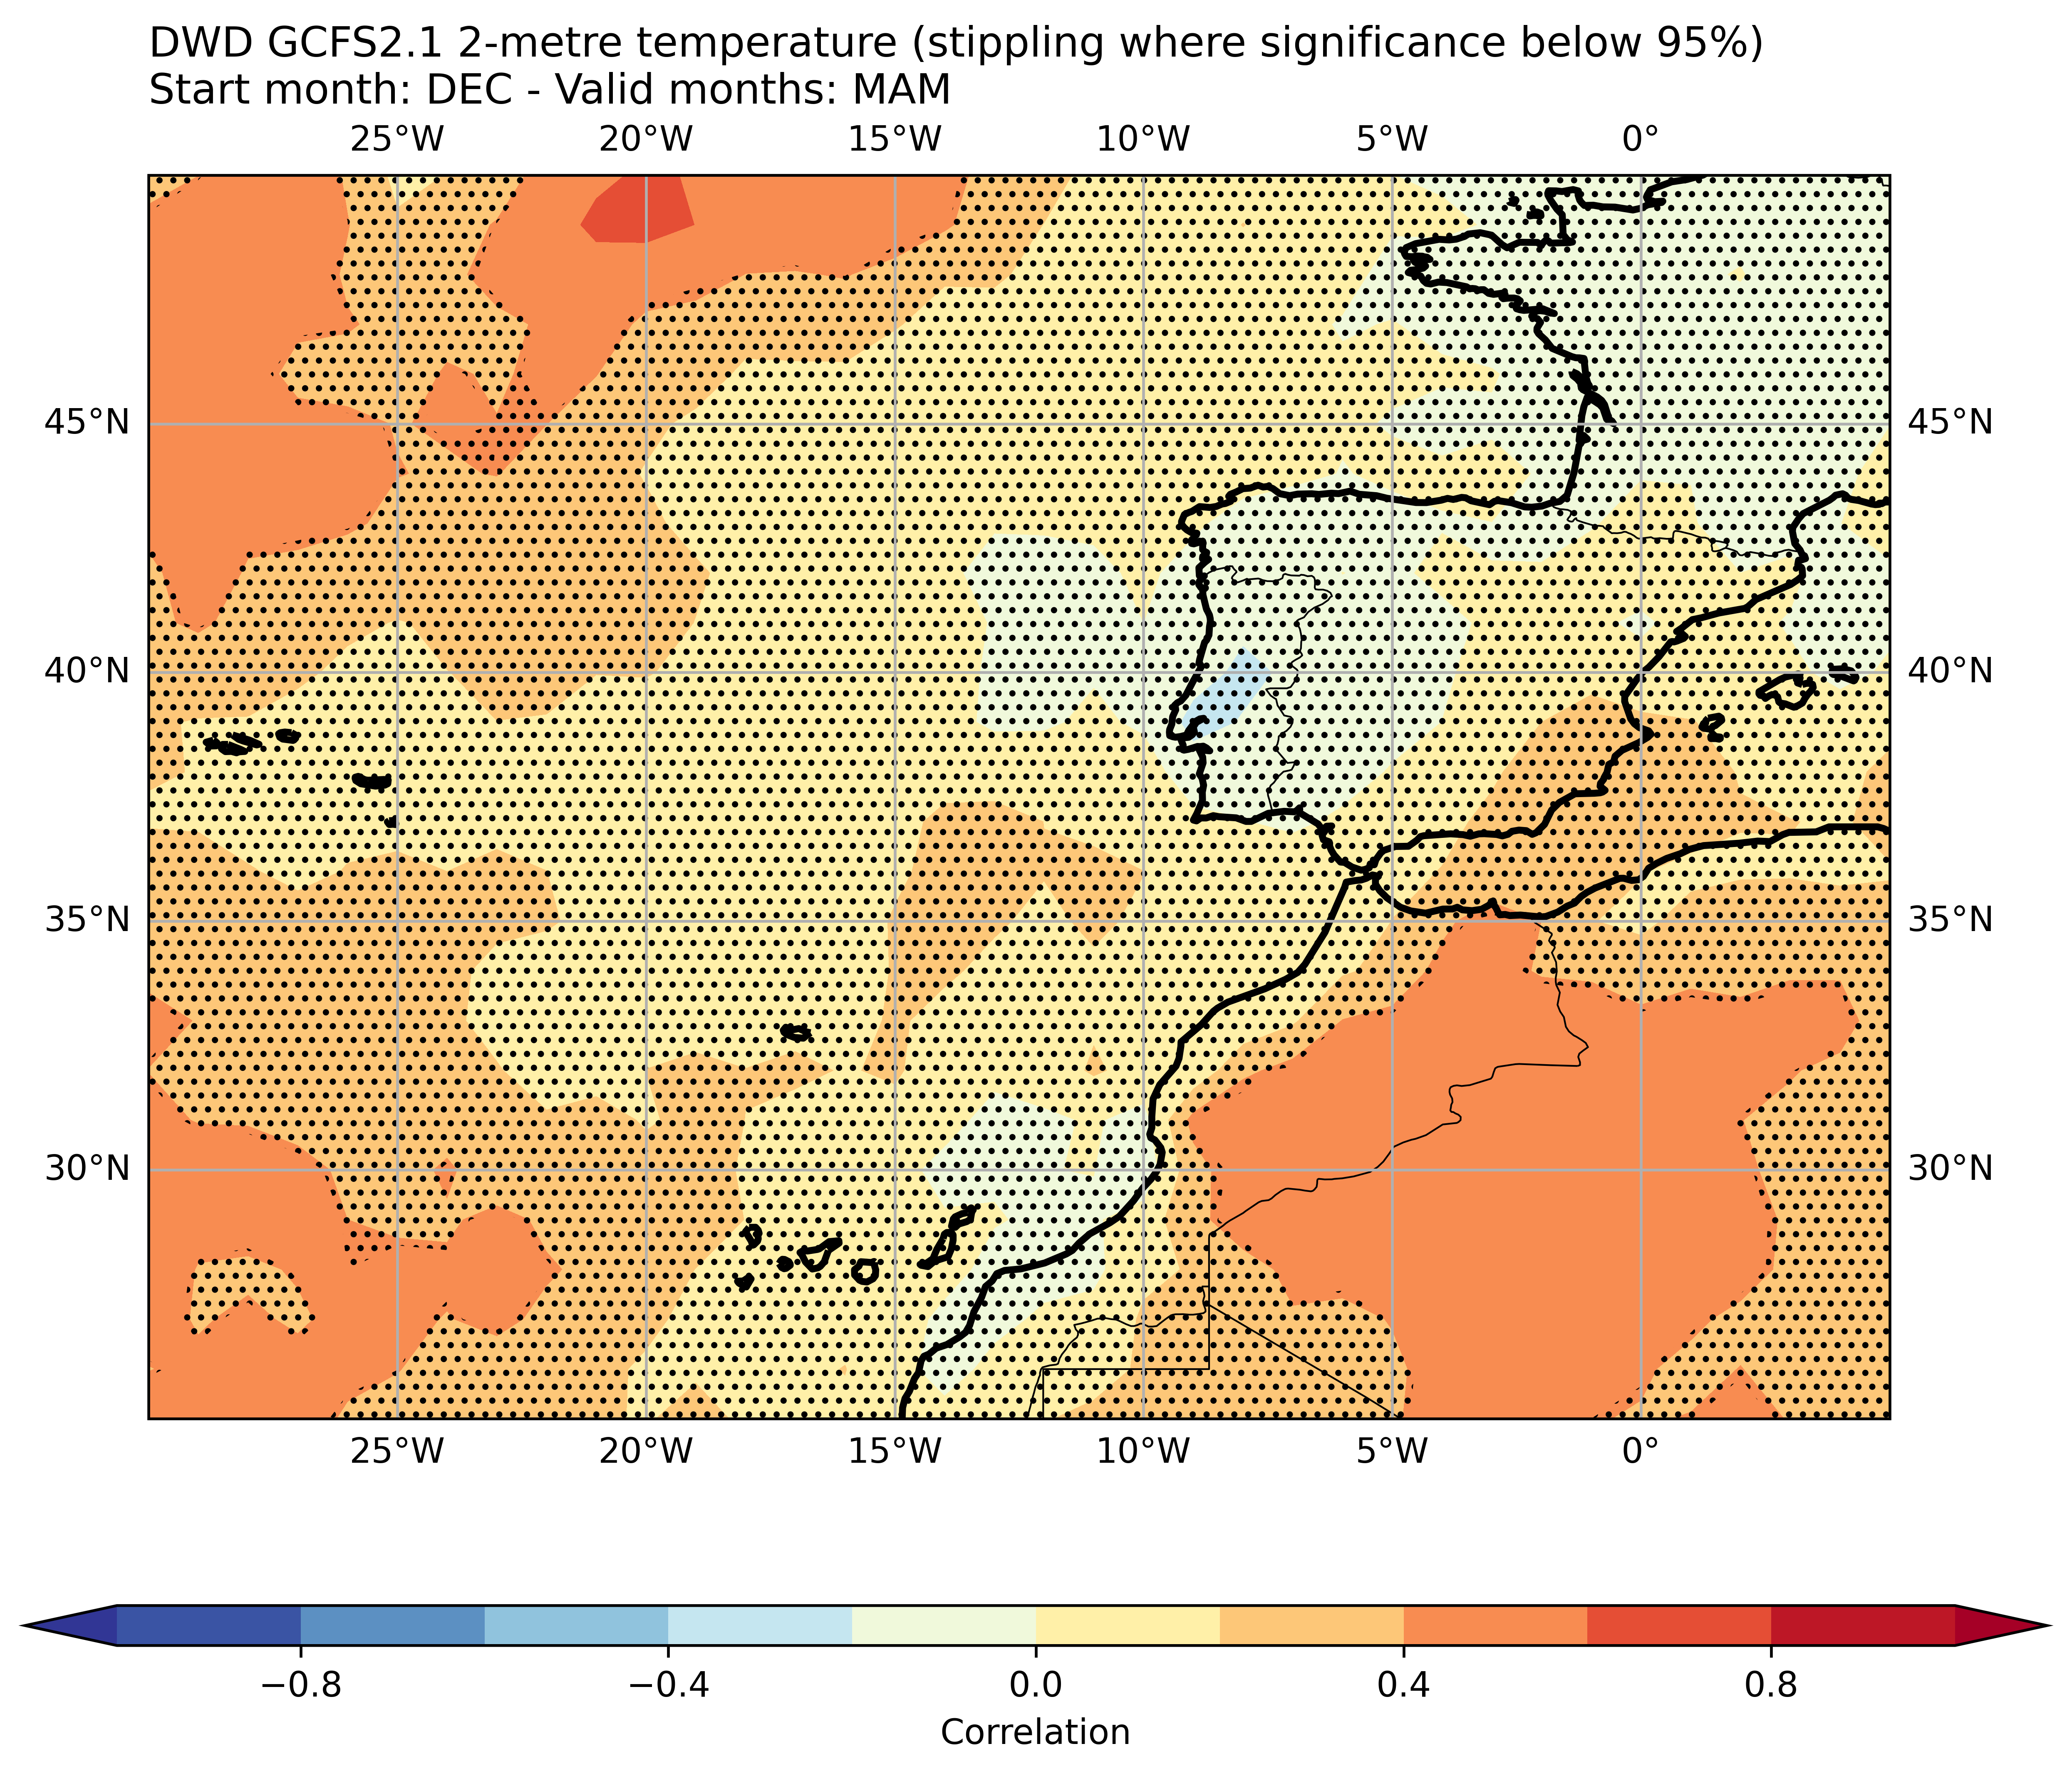 DWD GCFS2.1 2-metre temperature (stippling where significance below 95%)
Start month: DEC - Valid months: MAM
25°W 20°W 15°W 10°W 5°W 0°
45°N 45°N
40°N 40°N
35°N 35°N
30°N 30°N
25°W 20°W 15°W 10°W 5°W 0°
−0.8 −0.4 0.0 0.4 0.8
Correlation